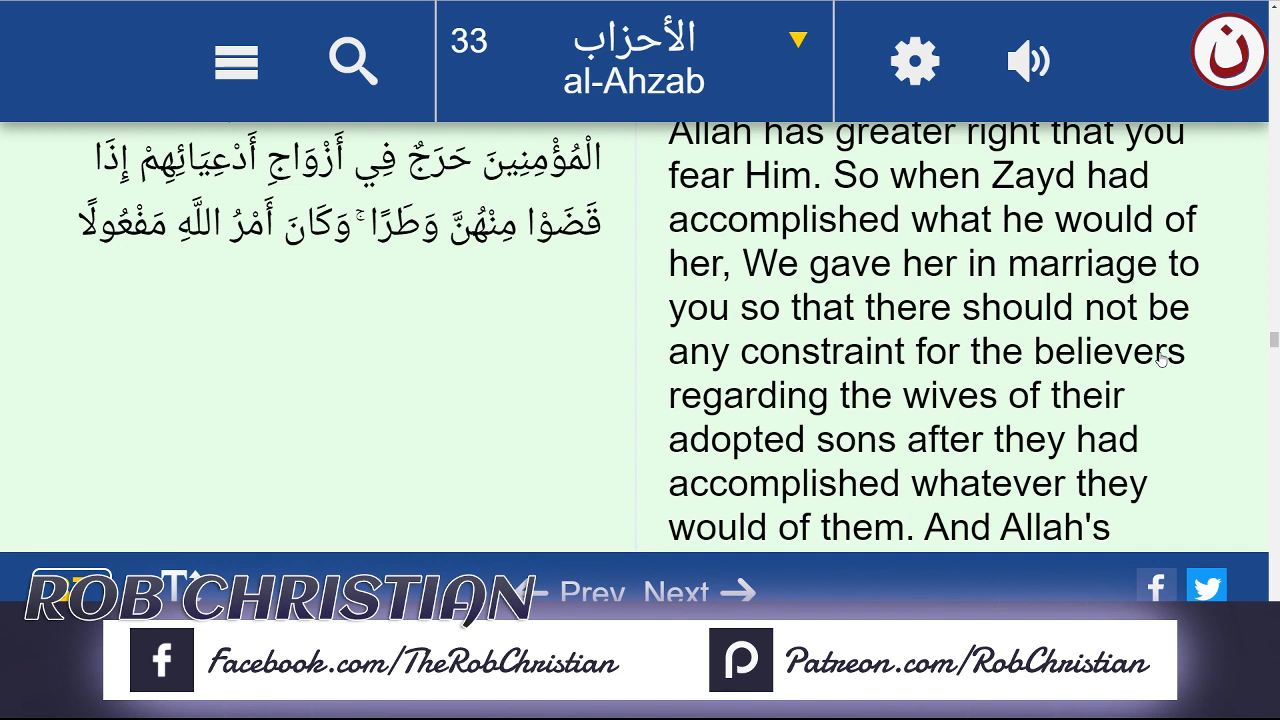 33
الأحزاب
al-Ahzab
ن
الْمُؤْمِنِينَ حَرَجٌ فِي أَزْوَاجِ أَدْعِيَائِهِمْ إِذَا
قَضَوْا مِنْهُنَّ وَطَرًا ۚ وَكَانَ أَمْرُ اللَّهِ مَفْعُولًا
Allah has greater right that you
fear Him. So when Zayd had
accomplished what he would of
her, We gave her in marriage to
you so that there should not be
any constraint for the believers
regarding the wives of their
adopted sons after they had
accomplished whatever they
would of them. And Allah's
Prev Next
ROB CHRISTIAN
Facebook.com/TheRobChristian
Patreon.com/RobChristian